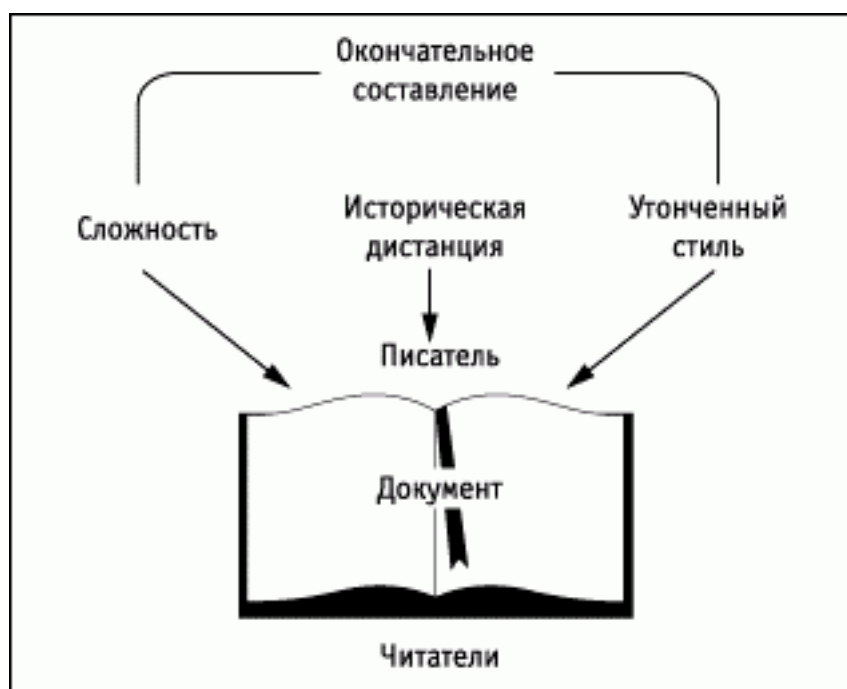 Окончательное
составление
Сложность
Историческая
дистанция
Утонченный
стиль
Писатель
Документ
Читатели